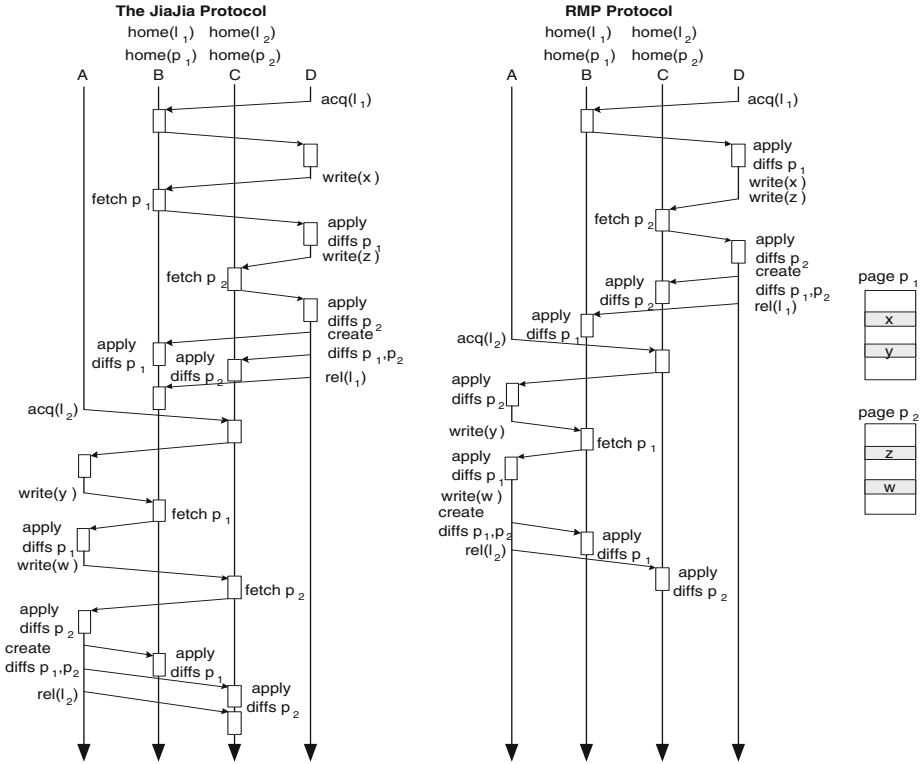 The JiaJia Protocol
home(l 1) home(l 2)
home(p 1) home(p 2)
A B C D
acq(l 1)
write(x )
fetch p 1
apply
diffs p 1
write(z )
fetch p 2
apply
diffs p 2
create
diffs p 1,p 2
apply
diffs p 1
apply
diffs p 2
rel(l 1)
acq(l 2)
write(y )
fetch p 1
apply
diffs p 1
write(w )
fetch p 2
apply
diffs p 2
create
diffs p 1,p 2
apply
diffs p 1
rel(l 2)
apply
diffs p 2
RMP Protocol
home(l 1) home(l 2)
home(p 1) home(p 2)
A B C D
acq(l 1)
apply
diffs p 1
write(x )
write(z )
fetch p 2
apply
diffs p 2
create
diffs p 1,p 2
apply
diffs p 2
rel(l 1)
apply
diffs p 1
acq(l 2)
apply
diffs p 2
write(y )
fetch p 1
apply
diffs p 1
write(w )
create
diffs p 1,p 2
apply
diffs p 1
rel(l 2)
apply
diffs p 2
page p 1
x
y
page p 2
z
w